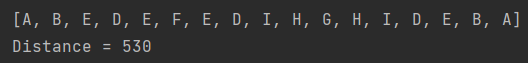 [A, B, E, D, E, F, E, D, I, H, G, H, I, D, E, B, A]
Distance = 530